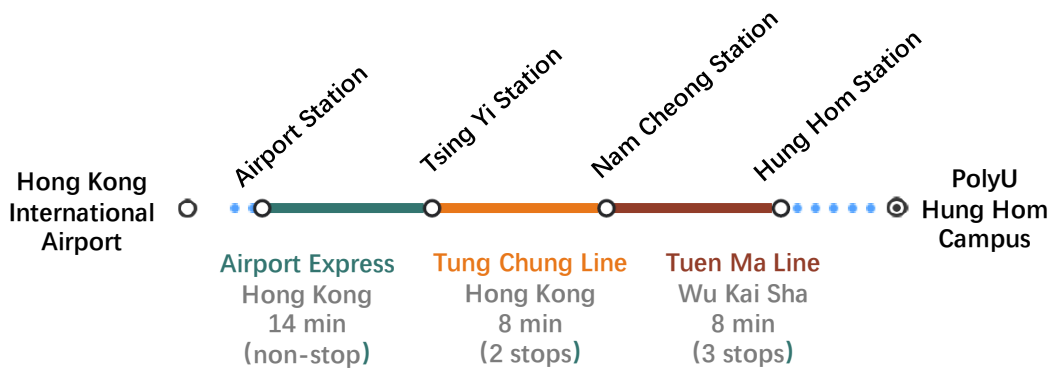 Airport Station
Tsing Yi Station
Nam Cheong Station
Hung Hom Station
Hong Kong
International
Airport
PolyU
Hung Hom
Campus
Airport Express
Hong Kong
14 min
(non-stop)
Tung Chung Line
Hong Kong
8 min
(2 stops)
Tuen Ma Line
Wu Kai Sha
8 min
(3 stops)